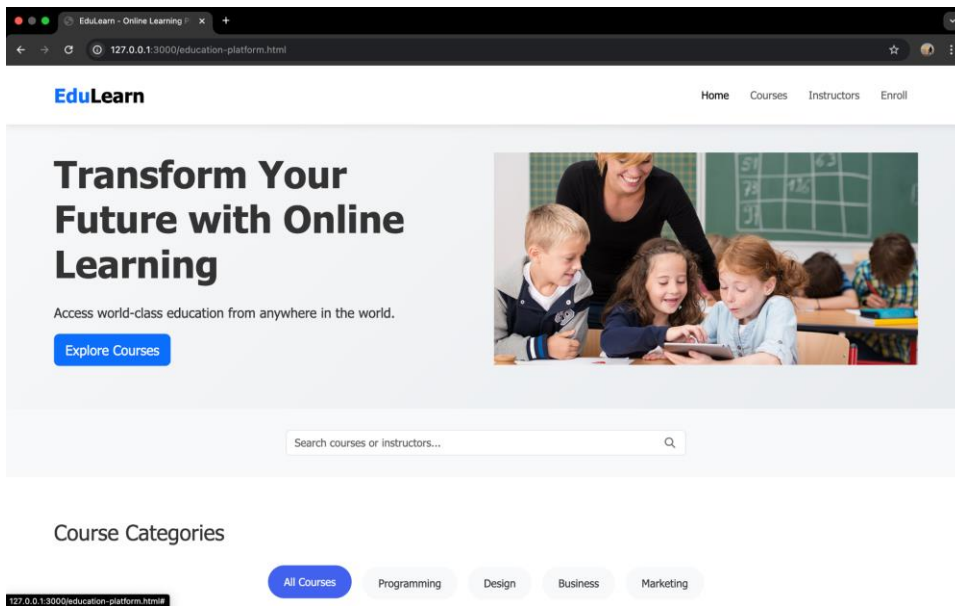 EduLearn - Online Learning P
127.0.0.1:3000/education-platform.html
EduLearn
Home Courses Instructors Enroll
Transform Your
Future with Online
Learning
Access world-class education from anywhere in the world.
Explore Courses
Search courses or instructors...
Course Categories
All Courses Programming Design Business Marketing
127.0.0.1:3000/education-platform.html#